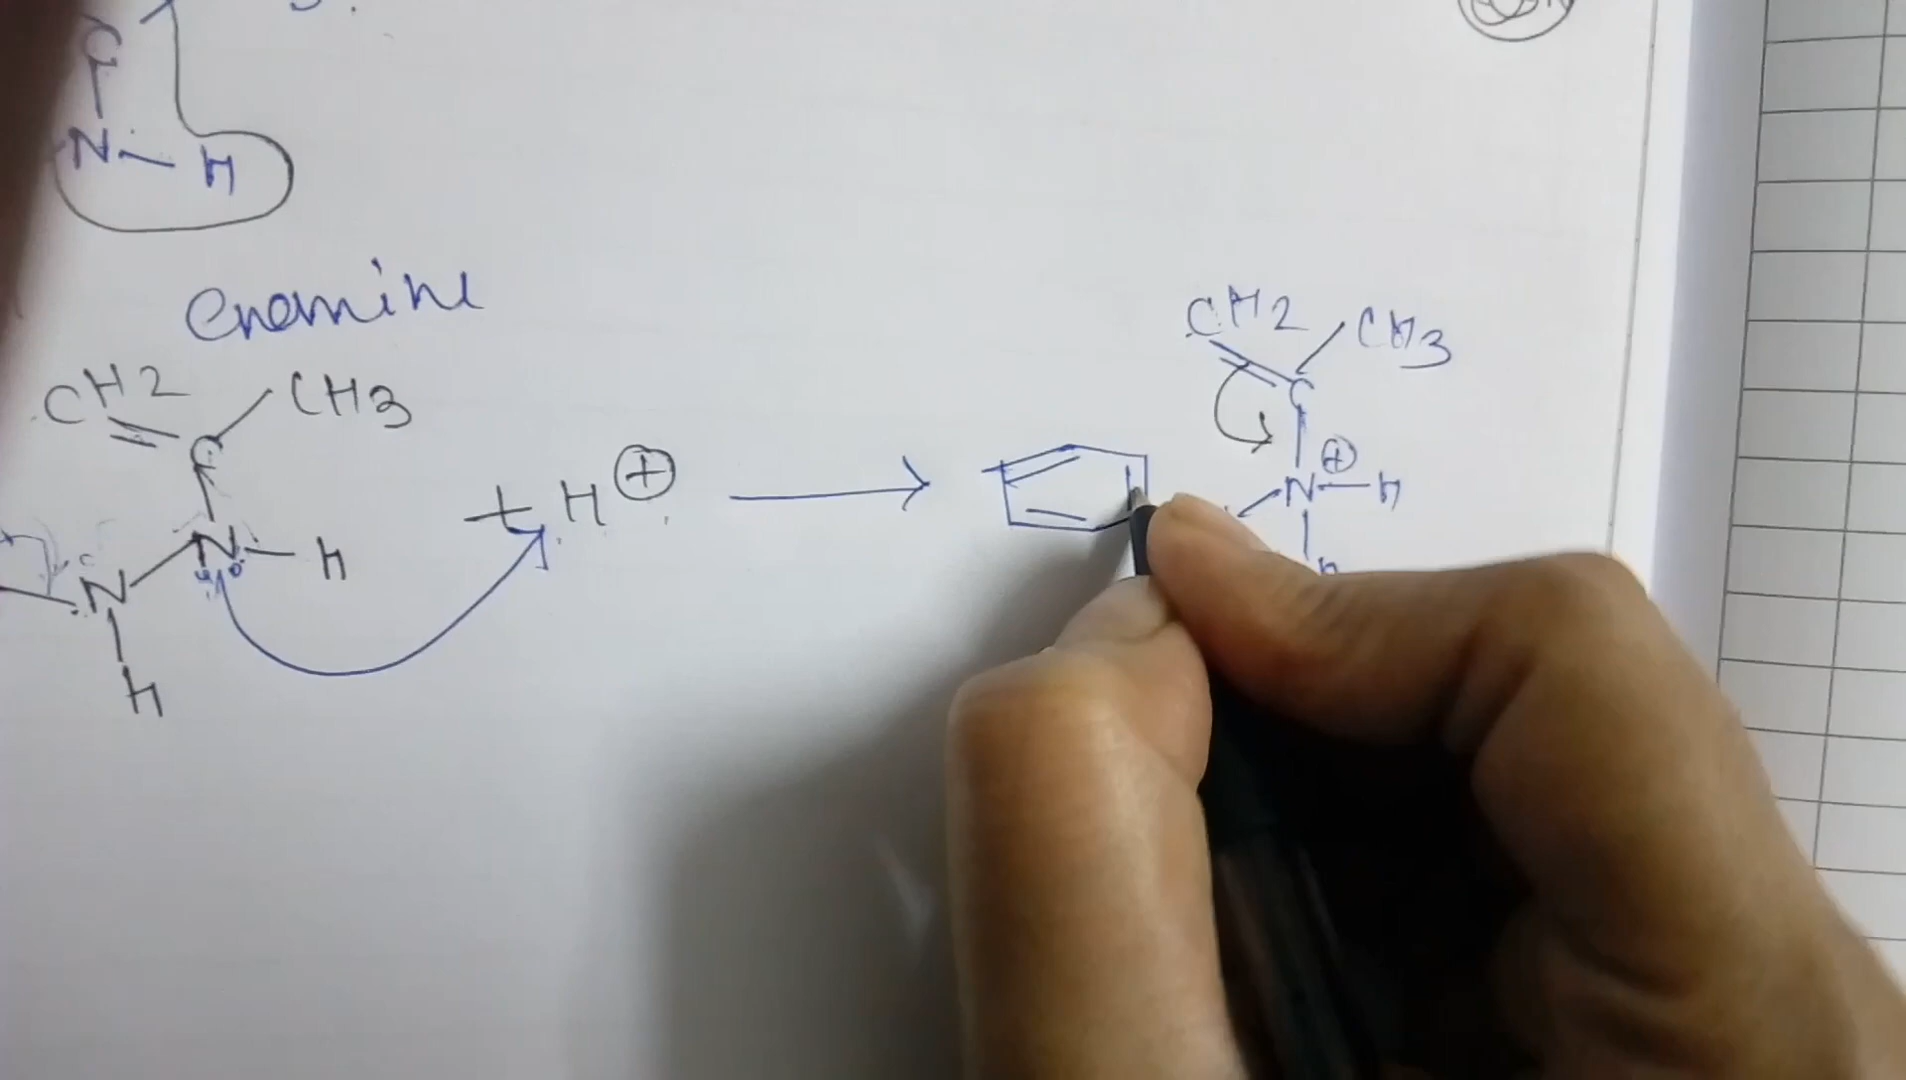 C
N - H
enamine
CH2 CH3
C
N - H
N
H
+ H ⊕
CH2 CH3
C
⊕
N - H